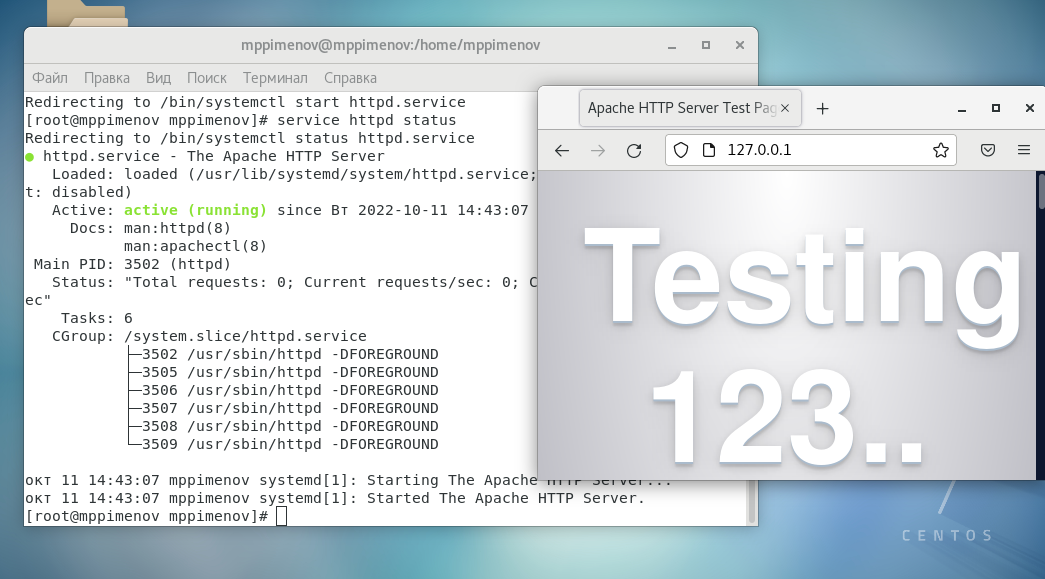 mppimenov@mppimenov:/home/mppimenov
Файл Правка Вид Поиск Терминал Справка
Redirecting to /bin/systemctl start httpd.service
[root@mppimenov mppimenov]# service httpd status
Redirecting to /bin/systemctl status httpd.service
● httpd.service - The Apache HTTP Server
Loaded: loaded (/usr/lib/systemd/system/httpd.service;
t: disabled)
Active: active (running) since Вт 2022-10-11 14:43:07
Docs: man:httpd(8)
man:apachectl(8)
Main PID: 3502 (httpd)
Status: "Total requests: 0; Current requests/sec: 0; C
ec"
Tasks: 6
CGroup: /system.slice/httpd.service
├─3502 /usr/sbin/httpd -DFOREGROUND
├─3505 /usr/sbin/httpd -DFOREGROUND
├─3506 /usr/sbin/httpd -DFOREGROUND
├─3507 /usr/sbin/httpd -DFOREGROUND
├─3508 /usr/sbin/httpd -DFOREGROUND
└─3509 /usr/sbin/httpd -DFOREGROUND
окт 11 14:43:07 mppimenov systemd[1]: Starting The Apache HTTP Server...
окт 11 14:43:07 mppimenov systemd[1]: Started The Apache HTTP Server.
[root@mppimenov mppimenov]#
Apache HTTP Server Test Pag
127.0.0.1
Testing
123..
CENTOS